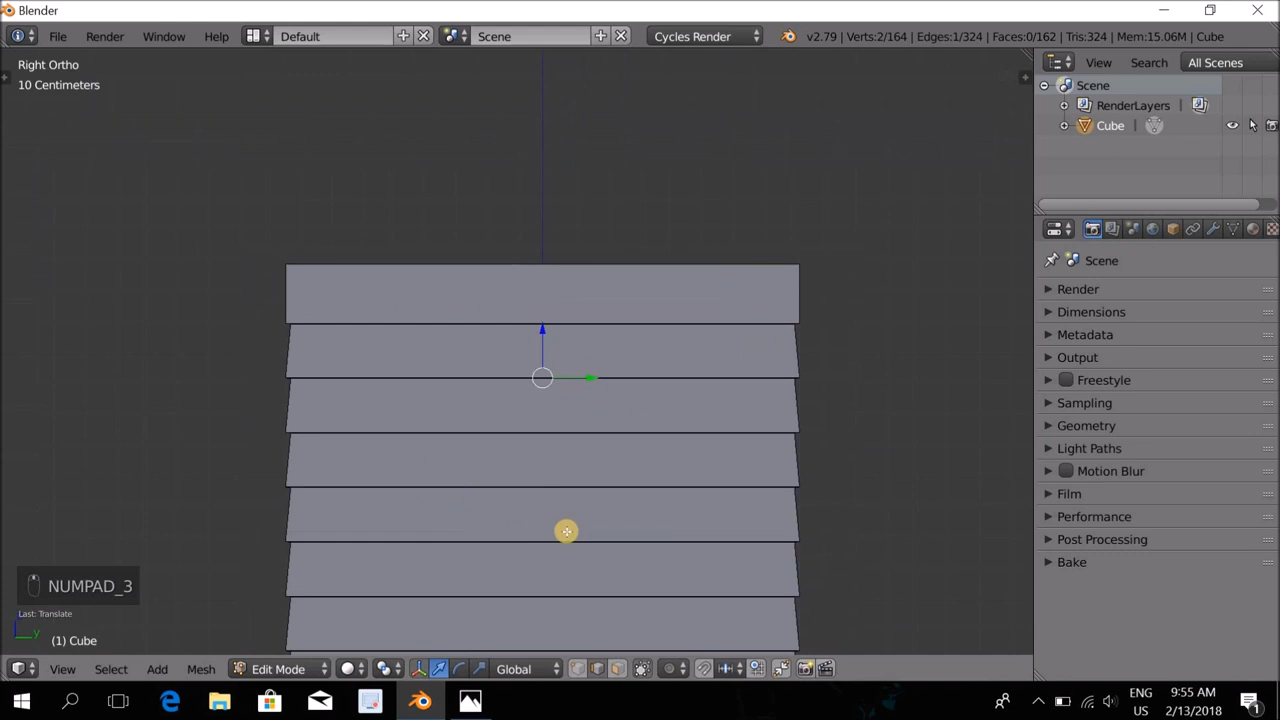 Blender
File Render Window Help Default Scene Cycles Render v2.79 | Verts:2/164 | Edges:1/324 | Faces:0/162 | Tris:324 | Mem:15.06M | Cube
Right Ortho
10 Centimeters
View Search All Scenes
Scene
RenderLayers
Cube
Scene
Render
Dimensions
Metadata
Output
Freestyle
Sampling
Geometry
Light Paths
Motion Blur
Film
Performance
Post Processing
Bake
NUMPAD_3
Last: Translate
y
(1) Cube
View Select Add Mesh Edit Mode Global
ENG 9:55 AM
US 2/13/2018
1